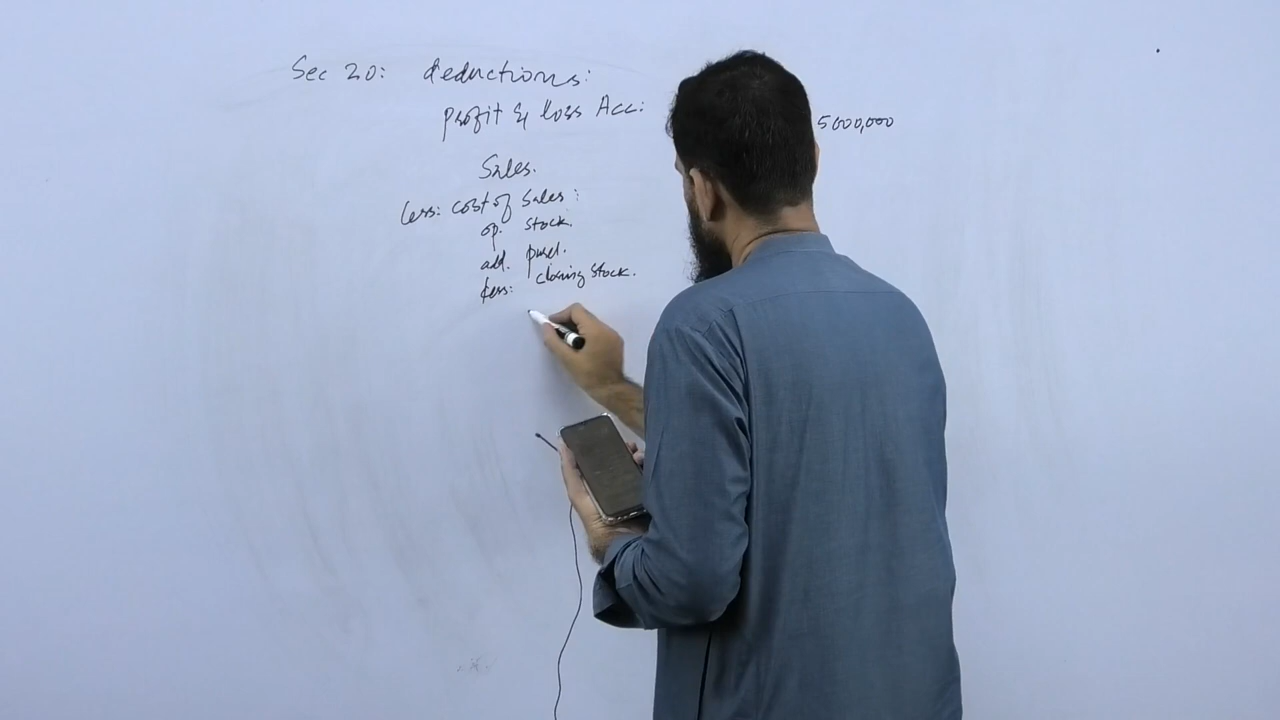 Sec 20: deductions:
profit & loss Acc:
5000,000
Sales.
Less: cost of Sales:
op. stock.
add. purch.
Less: closing stock.